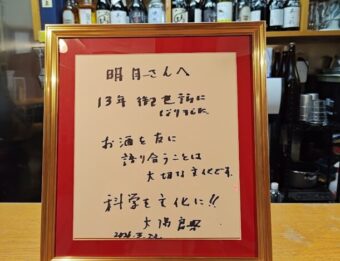 明月さんへ
13年御世話に
なりました
お酒を友に
語り合うことは
大切な文化です。
科学を文化に!!
大隅良典